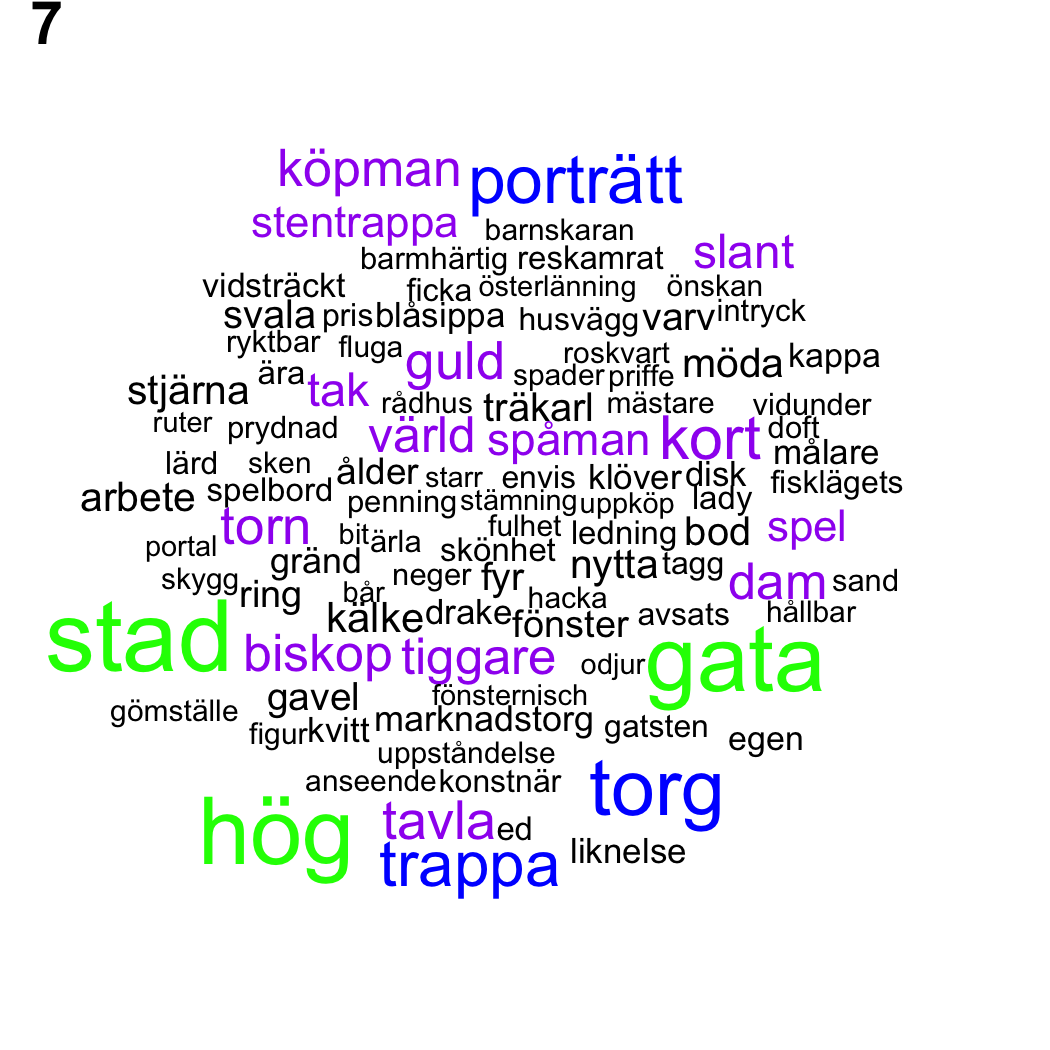 7
köpman porträtt
stentrappa barnskaran slant
barmhärtig reskamrat
vidsträckt ficka österlänning önskan
svala pris blåsippa husvägg varv intryck
ryktbar fluga guld roskvart möda kappa
stjärna ära tak spader priffe
rådhus träkarl mästare vidunder
ruter prydnad värld spåman kort doft
målare
lärd sken ålder starr envis klöver disk fisklägets
arbete spelbord penning stämning uppköp lady
torn bit fulhet ledning bod spel
portal gränd ärla skönhet
skygg ring bår neger fyr nytta tagg dam sand
kälke drake hacka fönster avsats hållbar
stad biskop tiggare odjur gata
gömställe gavel fönsternisch
figur kvitt marknadstorg gatsten egen
uppståndelse
anseende konstnär torg
hög tavla ed
trappa liknelse